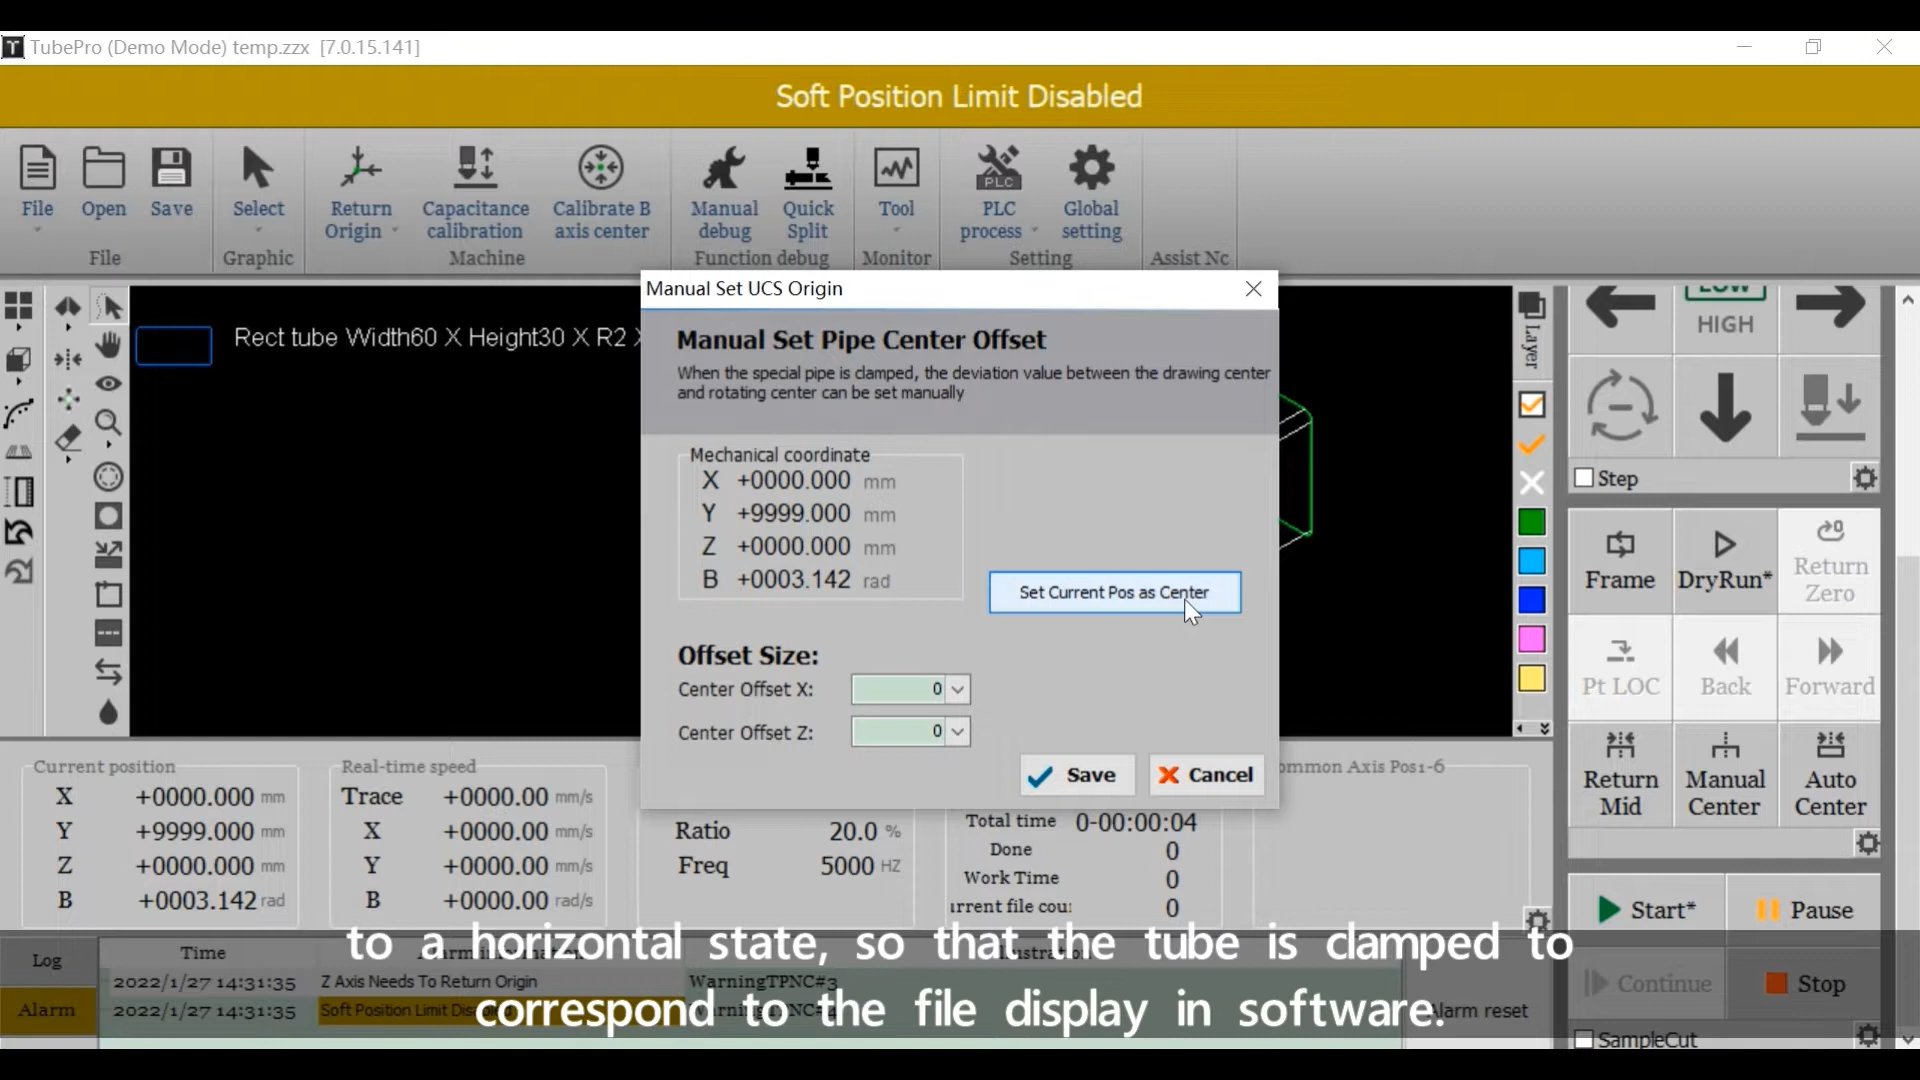 TubePro (Demo Mode) temp.zzx [7.0.15.141]
Soft Position Limit Disabled
File
Open
Save
Select
Return Origin
Capacitance calibration
Calibrate B axis center
Manual debug
Quick Split
Tool
PLC
PLC process
Global setting
File
Graphic
Machine
Function debug
Monitor
Setting
Assist Nc
Rect tube Width60 X Height30 X R2
Manual Set UCS Origin
Manual Set Pipe Center Offset
When the special pipe is clamped, the deviation value between the drawing center
and rotating center can be set manually
Mechanical coordinate
X +0000.000 mm
Y +9999.000 mm
Z +0000.000 mm
B +0003.142 rad
Set Current Pos as Center
Offset Size:
Center Offset X: 0
Center Offset Z: 0
Save
Cancel
Layer
HIGH
Step
Frame
DryRun*
Return Zero
Pt LOC
Back
Forward
Return Mid
Manual Center
Auto Center
Start*
Pause
Continue
Stop
SampleCut
Current position
X +0000.000 mm
Y +9999.000 mm
Z +0000.000 mm
B +0003.142 rad
Real-time speed
Trace +0000.00 mm/s
X +0000.00 mm/s
Y +0000.00 mm/s
B +0000.00 rad/s
Ratio 20.0 %
Freq 5000 HZ
Total time 0-00:00:04
Done 0
Work Time 0
0
Log
Alarm
Time
2022/1/27 14:31:35 Z Axis Needs To Return Origin WarningTPNC#3
2022/1/27 14:31:35 Soft Position Limit
Alarm reset
to a horizontal state, so that the tube is clamped to
correspond to the file display in software.